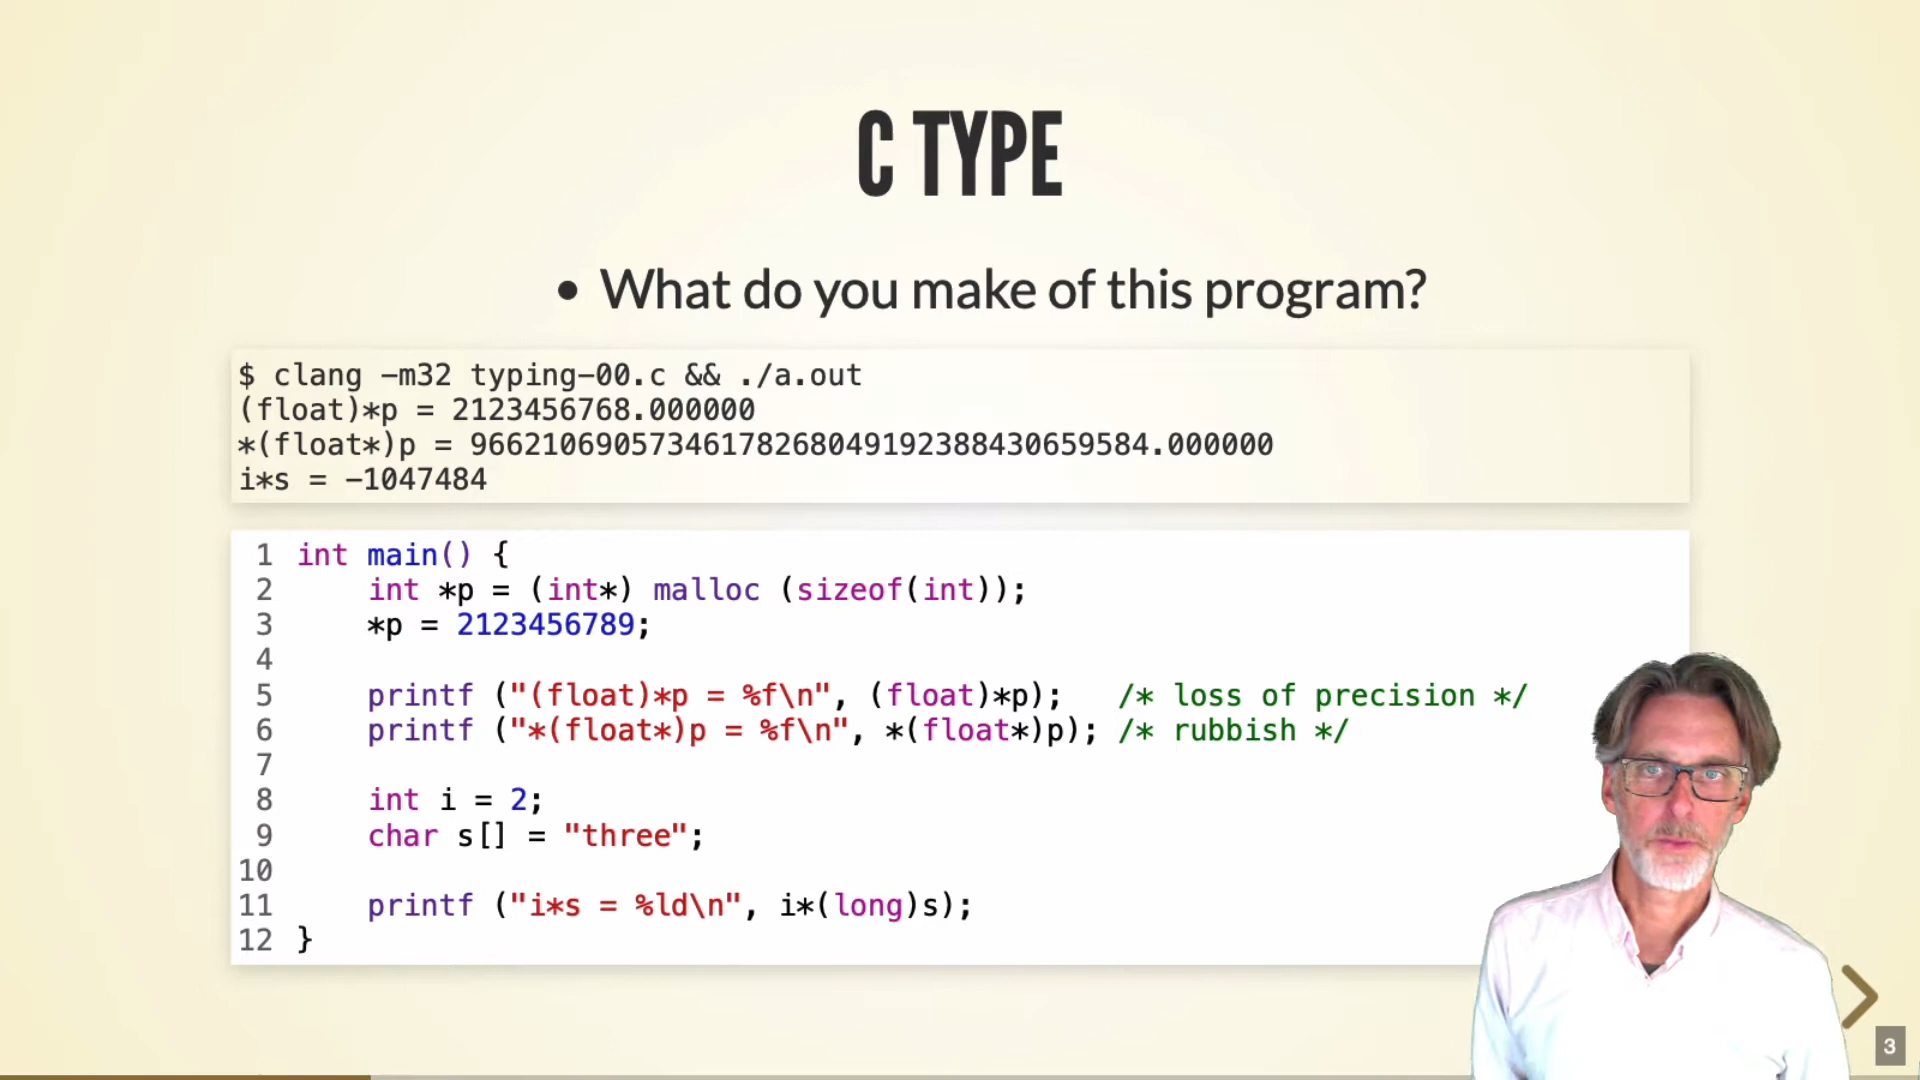 C TYPE
• What do you make of this program?
$ clang -m32 typing-00.c && ./a.out
(float)*p = 2123456768.000000
*(float*)p = 96621069057346178268049192388430659584.000000
i*s = -1047484
1 int main() {
2     int *p = (int*) malloc (sizeof(int));
3     *p = 2123456789;
4
5     printf ("(float)*p = %f\n", (float)*p);   /* loss of precision */
6     printf ("*(float*)p = %f\n", *(float*)p); /* rubbish */
7
8     int i = 2;
9     char s[] = "three";
10
11     printf ("i*s = %ld\n", i*(long)s);
12 }
3